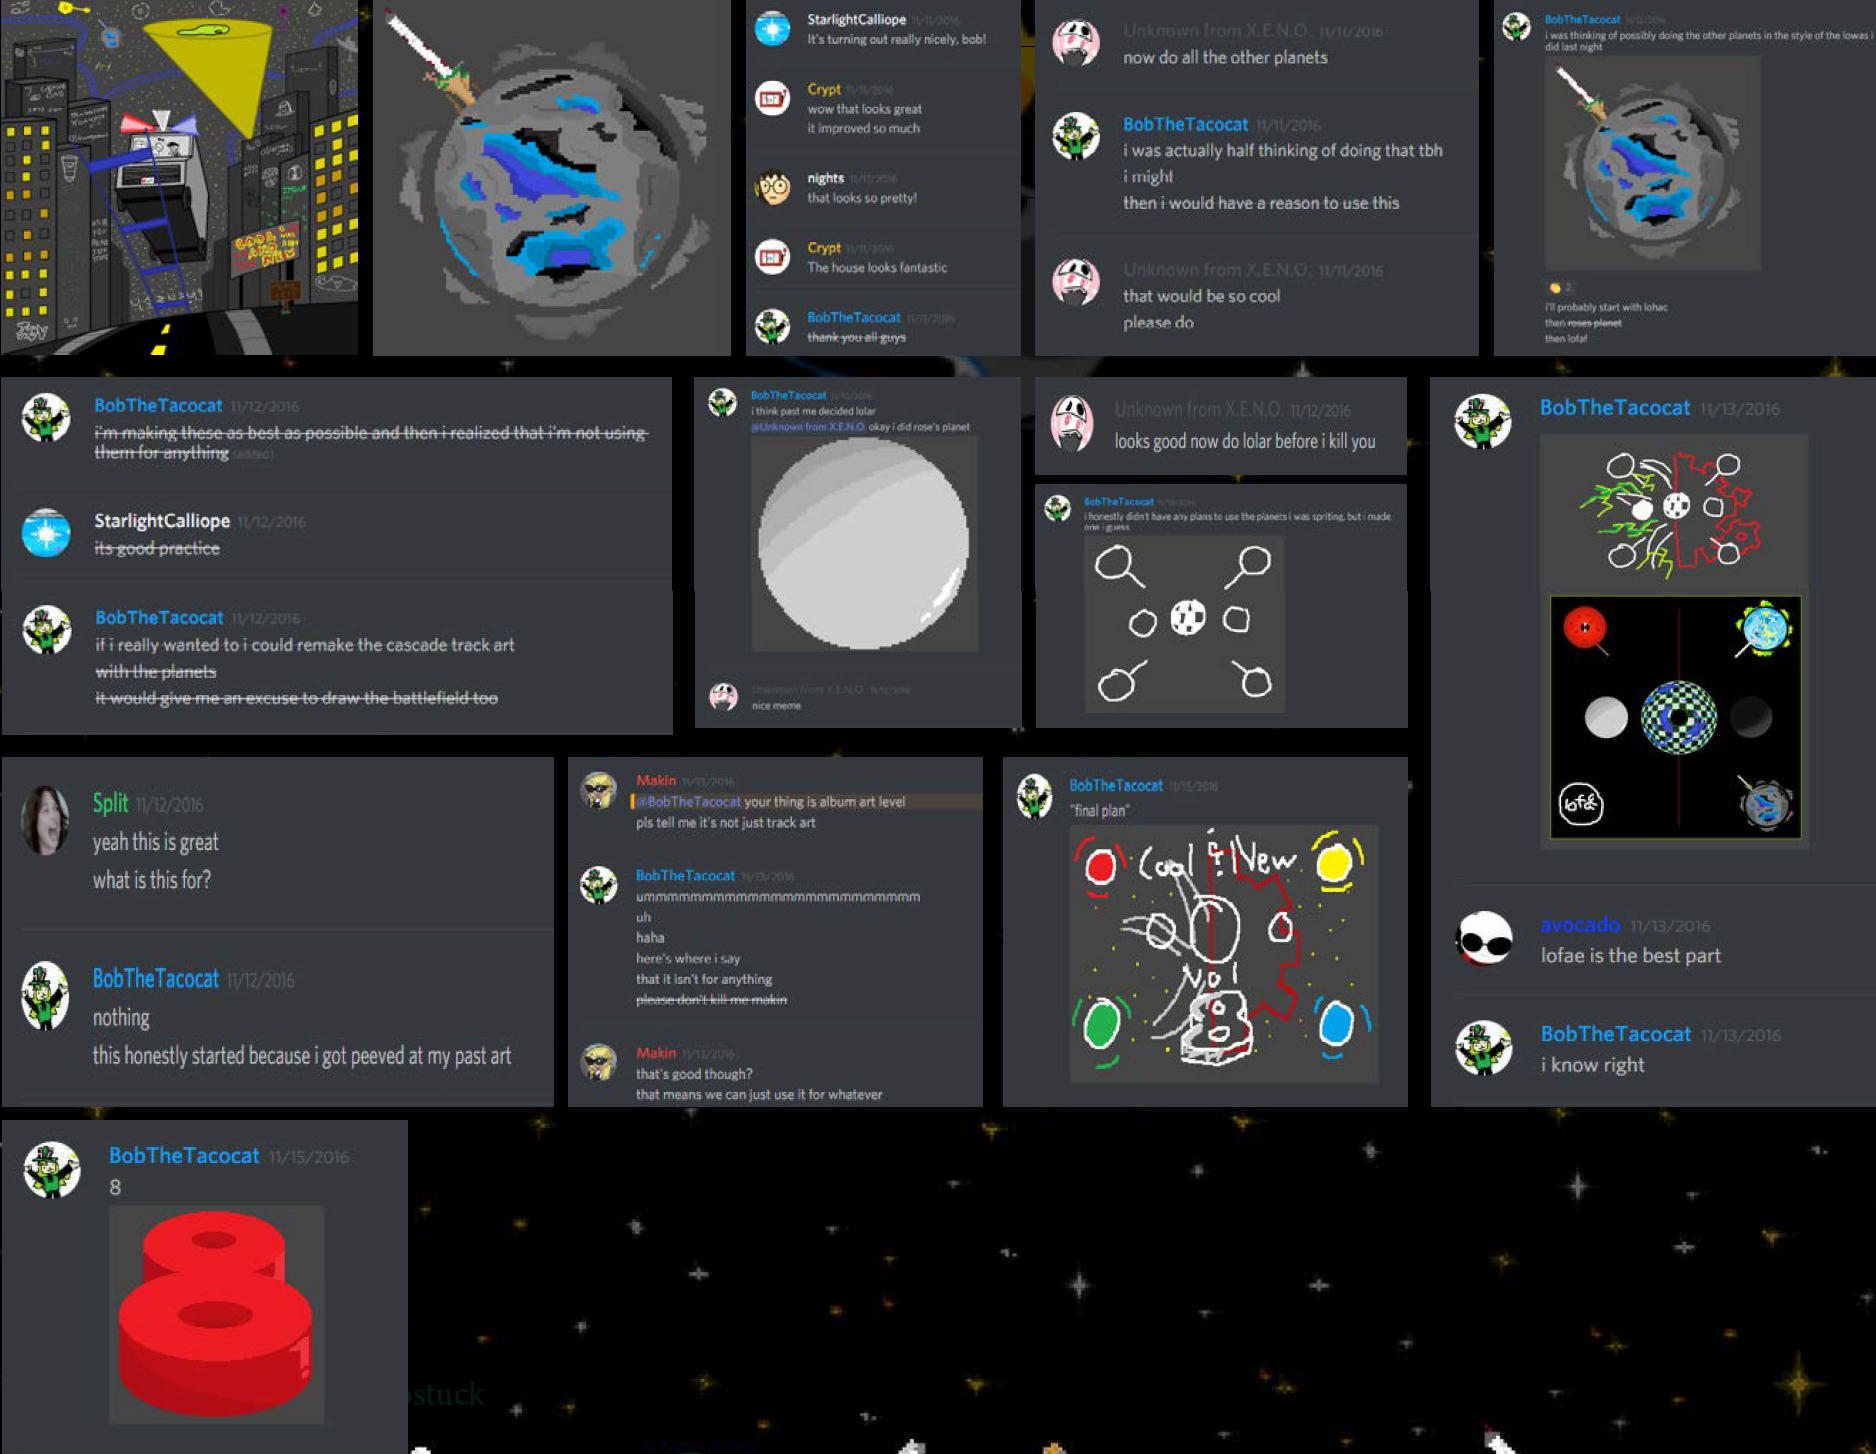 StarlightCalliope 11/11/2016
It's turning out really nicely, bob!
Crypt 11/11/2016
wow that looks great
it improved so much
nights 11/11/2016
that looks so pretty!
Crypt 11/11/2016
The house looks fantastic
BobTheTacocat 11/11/2016
thank you all guys
Unknown from X.E.N.O. 11/11/2016
now do all the other planets
BobTheTacocat 11/11/2016
i was actually half thinking of doing that tbh
i might
then i would have a reason to use this
Unknown from X.E.N.O. 11/11/2016
that would be so cool
please do
BobTheTacocat
i was thinking of possibly doing the other planets in the style of the lowas i
did last night
2
i'll probably start with lohac
then roses planet
then lofaf
BobTheTacocat 11/12/2016
i'm making these as best as possible and then i realized that i'm not using
them for anything (edited)
StarlightCalliope 11/12/2016
its good practice
BobTheTacocat 11/12/2016
if i really wanted to i could remake the cascade track art
with the planets
it would give me an excuse to draw the battlefield too
BobTheTacocat 11/12/2016
i think past me decided lolar
@Unknown from X.E.N.O. okay i did rose's planet
Unknown from X.E.N.O. 11/12/2016
nice meme
Unknown from X.E.N.O. 11/12/2016
looks good now do lolar before i kill you
BobTheTacocat
i honestly didn't have any plans to use the planets i was spriting, but i made
one i guess
BobTheTacocat 11/13/2016
lofae
avocado 11/13/2016
lofae is the best part
BobTheTacocat 11/13/2016
i know right
Split 11/12/2016
yeah this is great
what is this for?
BobTheTacocat 11/12/2016
nothing
this honestly started because i got peeved at my past art
Makin 11/13/2016
@BobTheTacocat your thing is album art level
pls tell me it's not just track art
BobTheTacocat 11/13/2016
ummmmmmmmmmmmmmmmmmmmmmm
uh
haha
here's where i say
that it isn't for anything
please don't kill me makin
Makin 11/13/2016
that's good though?
that means we can just use it for whatever
BobTheTacocat 11/15/2016
"final plan"
Cool & New
Vol
8
BobTheTacocat 11/15/2016
8
8
stuck